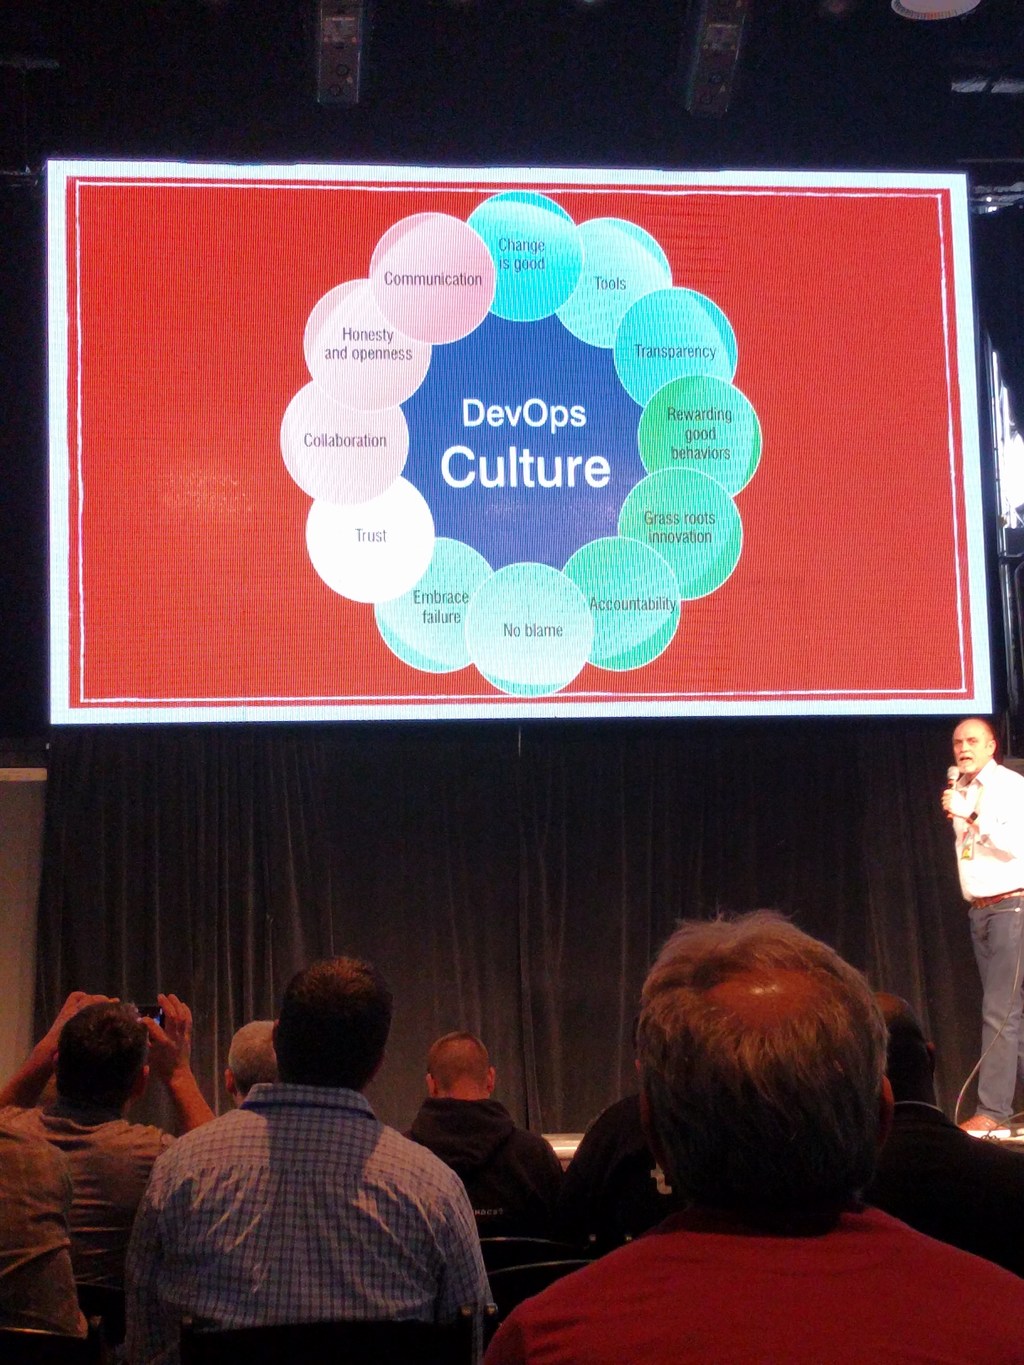 Change
is good
Communication
Tools
Honesty
and openness
Transparency
DevOps
Culture
Rewarding
good
behaviors
Collaboration
Grass roots
innovation
Trust
Embrace
failure
Accountability
No blame